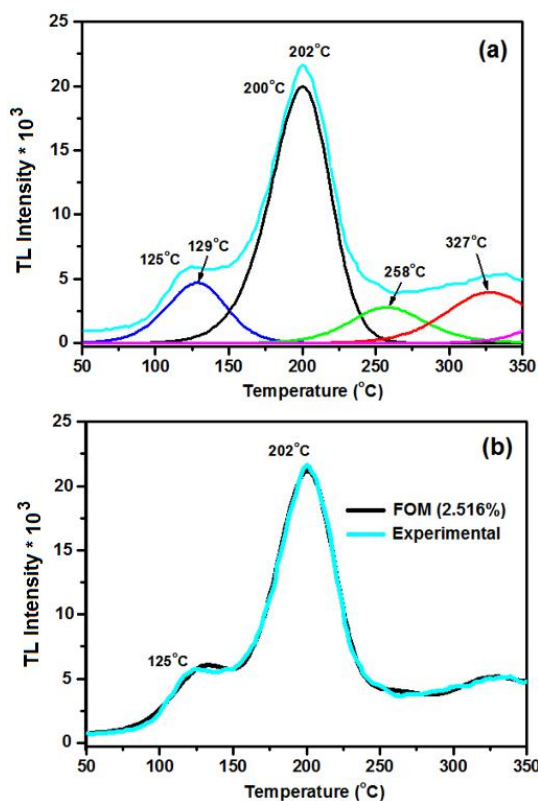 (a)
202°C
200°C
125°C
129°C
258°C
327°C
TL Intensity * 10³
25
20
15
10
5
0
50 100 150 200 250 300 350
Temperature (°C)
(b)
202°C
FOM (2.516%)
Experimental
125°C
TL Intensity * 10³
25
20
15
10
5
0
50 100 150 200 250 300 350
Temperature (°C)